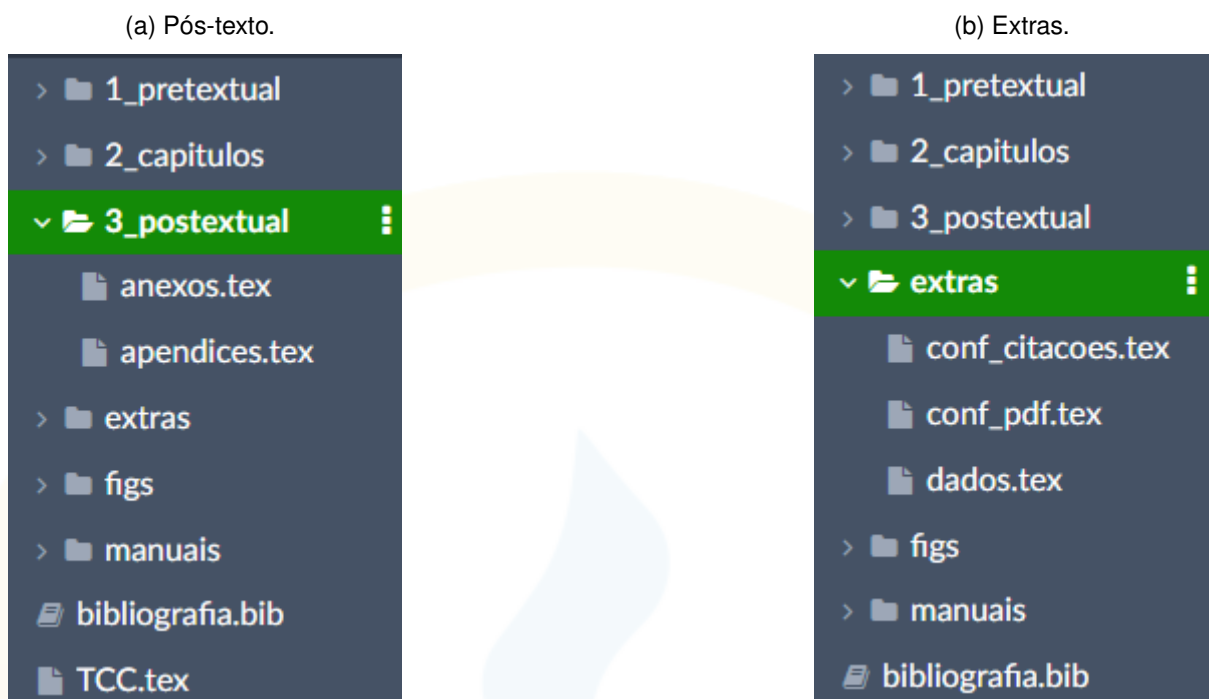 (a) Pós-texto.
1_pretextual
2_capitulos
3_postextual
anexos.tex
apendices.tex
extras
figs
manuais
bibliografia.bib
TCC.tex
(b) Extras.
1_pretextual
2_capitulos
3_postextual
extras
conf_citacoes.tex
conf_pdf.tex
dados.tex
figs
manuais
bibliografia.bib